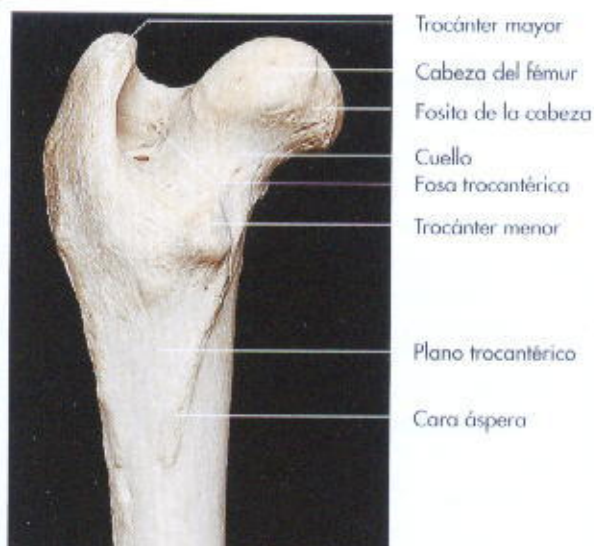 Trocánter mayor
Cabeza del fémur
Fosita de la cabeza
Cuello
Fosa trocantérica
Trocánter menor
Plano trocantérico
Cara áspera